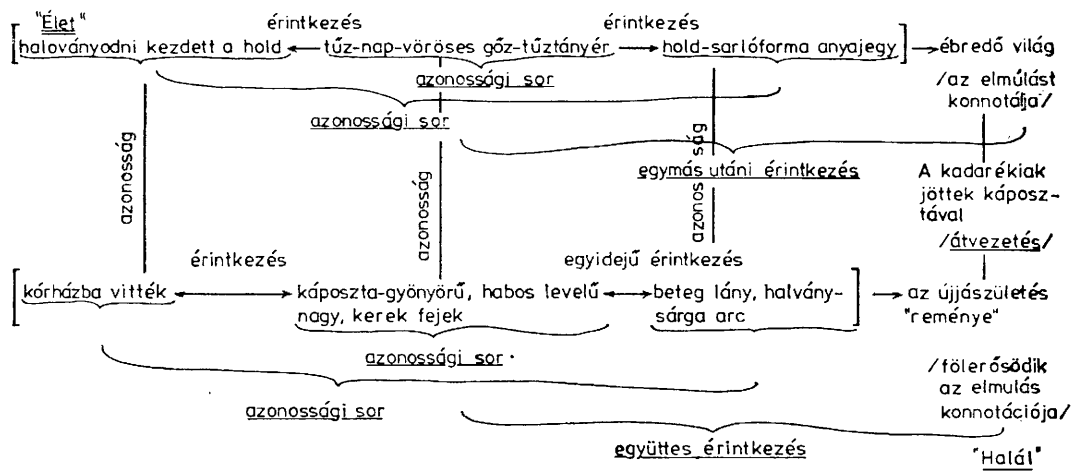 "Élet"
érintkezés érintkezés
[haloványodni kezdett a hold ← tűz-nap-vöröses gőz-tűztányér → hold-sarlóforma anyajegy] → ébredő világ
azonossági sor
/az elmúlást
konnotálja/
azonossági sor
azonosság
azonosság
azonosság
egymás utáni érintkezés
A kadarékiak
jöttek káposz-
tával
/átvezetés/
érintkezés egyidejű érintkezés
[kórházba vitték ↔ káposzta-gyönyörű, habos levelű ↔ beteg lány, halvány- → az újjászületés
nagy, kerek fejek sárga arc] "reménye"
azonossági sor
/fölerősödik
az elmulás
konnotációja/
azonossági sor
együttes érintkezés
"Halál"